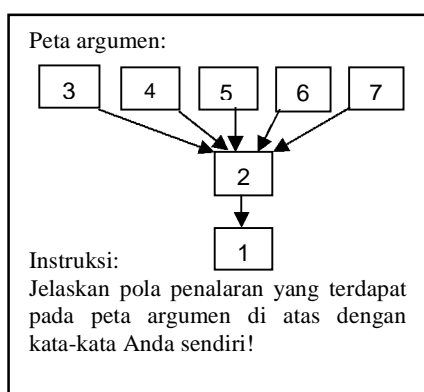 Peta argumen:
3 4 5 6 7
2
1
Instruksi:
Jelaskan pola penalaran yang terdapat
pada peta argumen di atas dengan
kata-kata Anda sendiri!